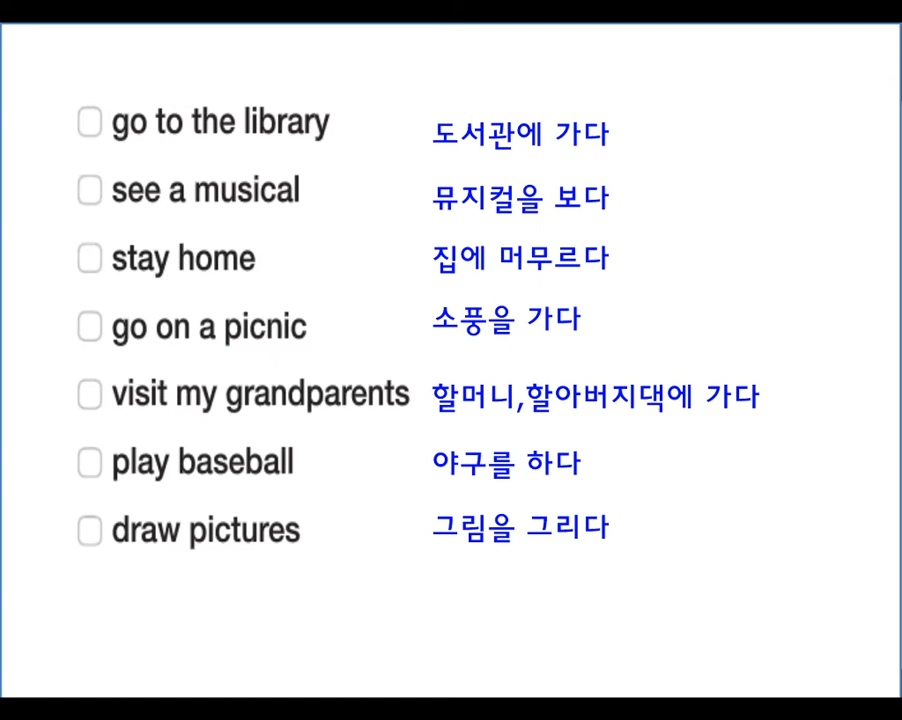 go to the library 도서관에 가다
see a musical 뮤지컬을 보다
stay home 집에 머무르다
go on a picnic 소풍을 가다
visit my grandparents 할머니,할아버지댁에 가다
play baseball 야구를 하다
draw pictures 그림을 그리다